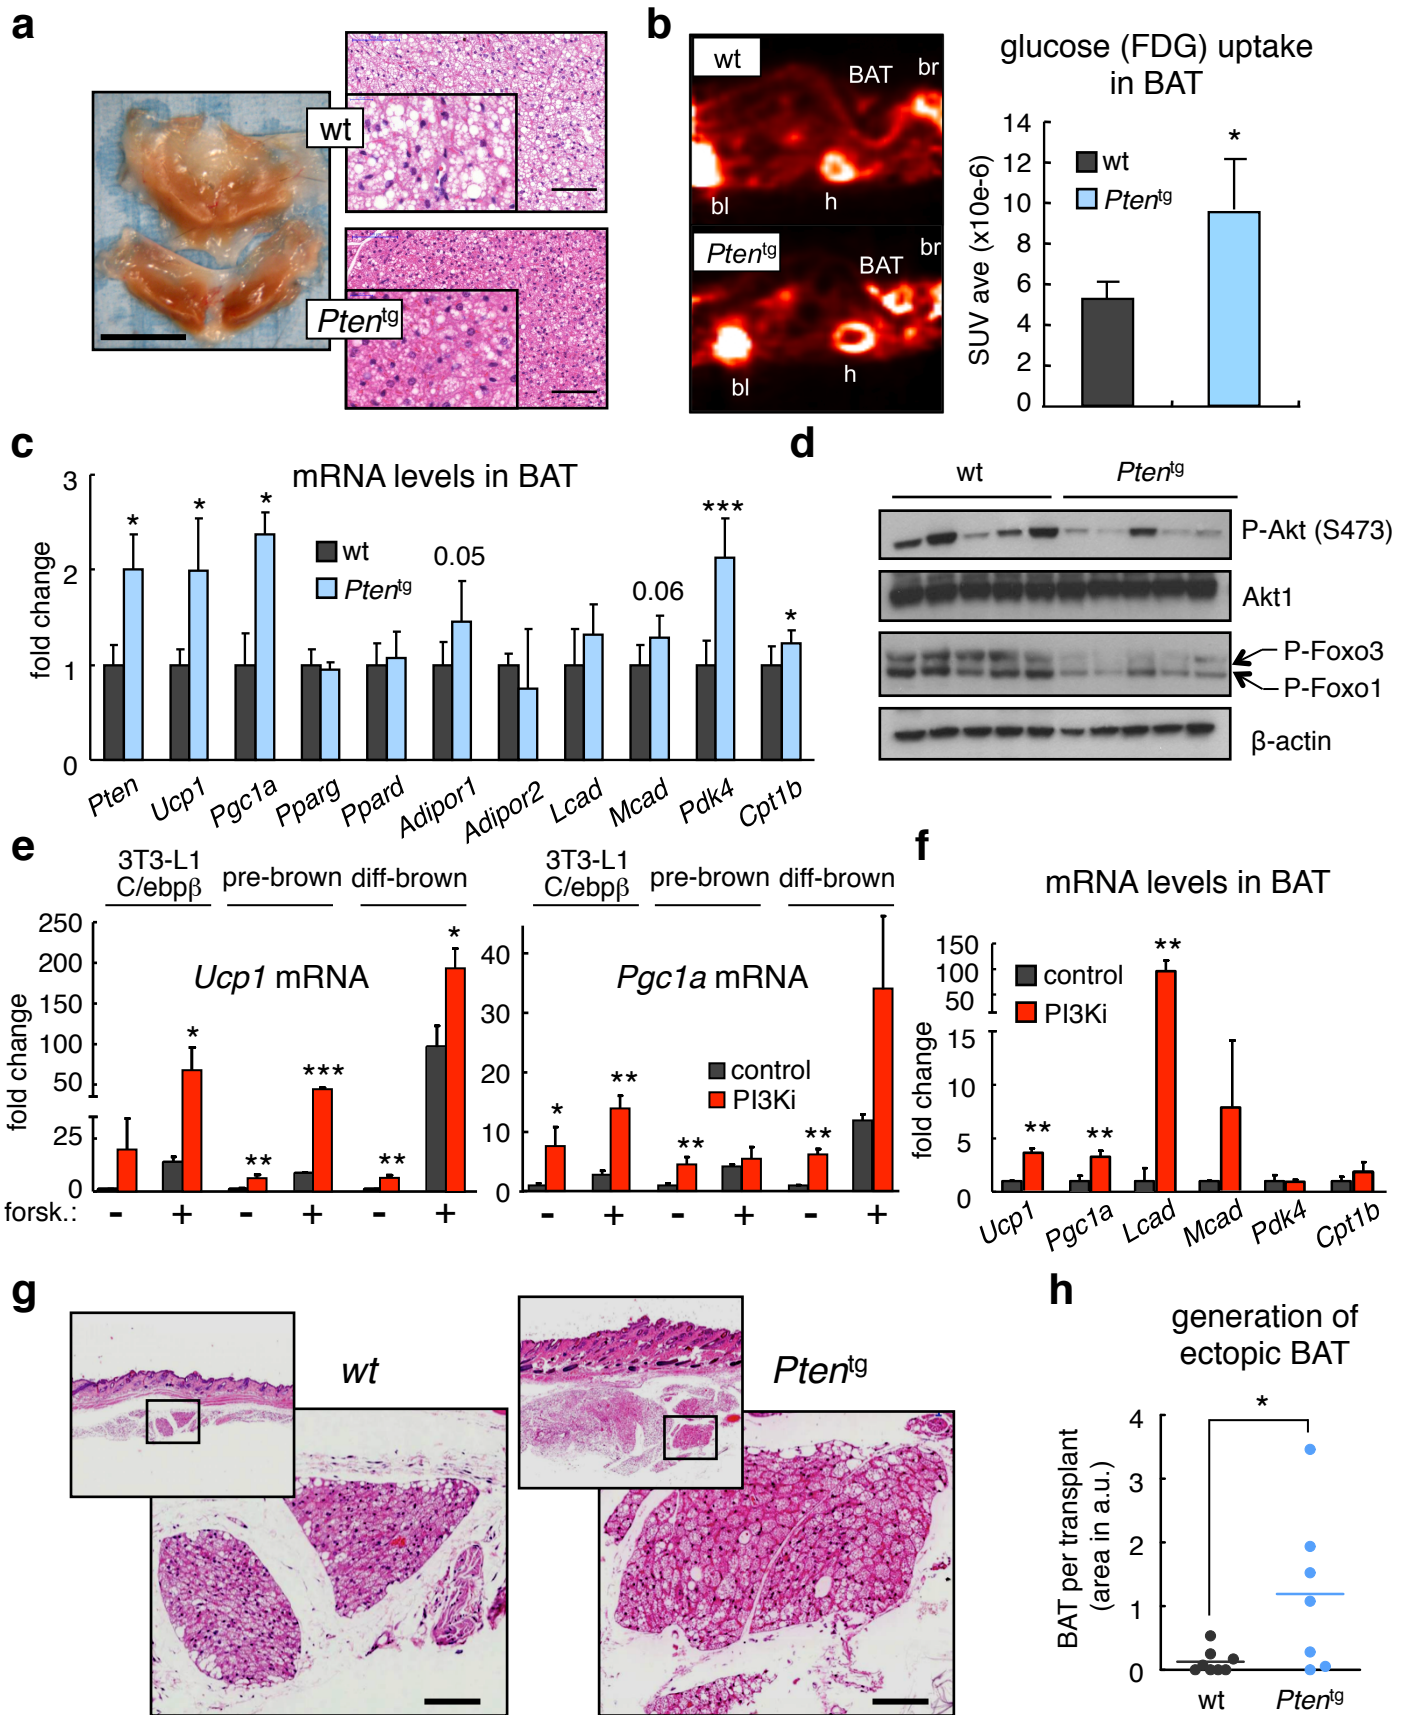 a
wt
Pten^tg
b
wt
BAT
br
bl
h
Pten^tg
BAT
br
bl
h
glucose (FDG) uptake
in BAT
SUV ave (x10e-6)
14
12
10
8
6
4
2
0
wt
Pten^tg
*
c
mRNA levels in BAT
fold change
3
2
1
0
wt
Pten^tg
* * * 0.05 0.06 *** *
Pten Ucp1 Pgc1a Pparg Ppard Adipor1 Adipor2 Lcad Mcad Pdk4 Cpt1b
d
wt Pten^tg
P-Akt (S473)
Akt1
P-Foxo3
P-Foxo1
β-actin
e
3T3-L1
C/ebpβ
pre-brown
diff-brown
Ucp1 mRNA
fold change
250
200
150
100
50
25
0
* ** *** ** *
forsk.: - + - + - +
3T3-L1
C/ebpβ
pre-brown
diff-brown
Pgc1a mRNA
40
30
20
10
0
control
PI3Ki
* ** ** **
- + - + - +
f
mRNA levels in BAT
fold change
150
100
50
15
10
5
0
control
PI3Ki
** ** **
Ucp1 Pgc1a Lcad Mcad Pdk4 Cpt1b
g
wt
Pten^tg
h
generation of
ectopic BAT
BAT per transplant
(area in a.u.)
4
3
2
1
0
*
wt Pten^tg